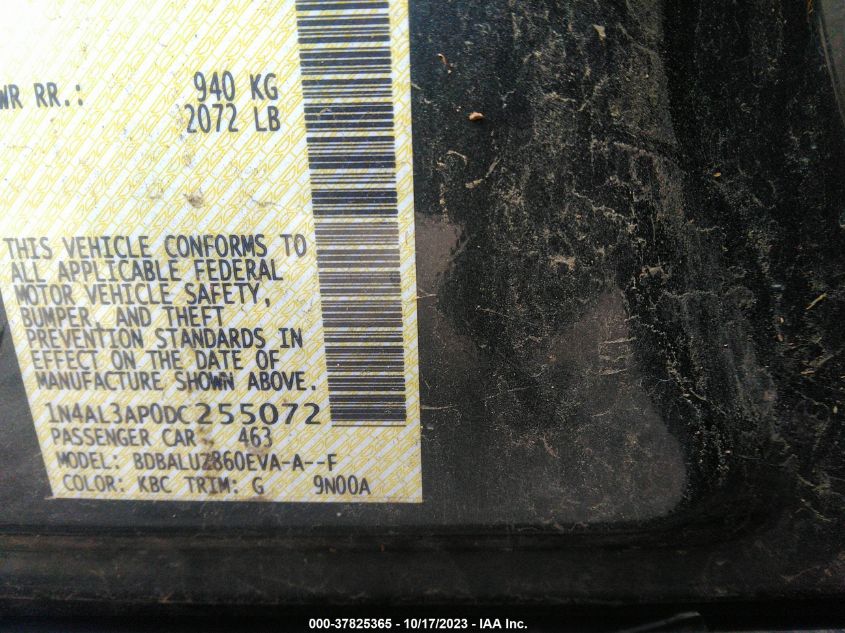 WR RR.: 940 KG
2072 LB
THIS VEHICLE CONFORMS TO
ALL APPLICABLE FEDERAL
MOTOR VEHICLE SAFETY,
BUMPER, AND THEFT
PREVENTION STANDARDS IN
EFFECT ON THE DATE OF
MANUFACTURE SHOWN ABOVE.
1N4AL3AP0DC255072
PASSENGER CAR 463
MODEL: BDBALUZ860EVA-A--F
COLOR: KBC TRIM: G 9N00A
000-37825365 - 10/17/2023 - IAA Inc.